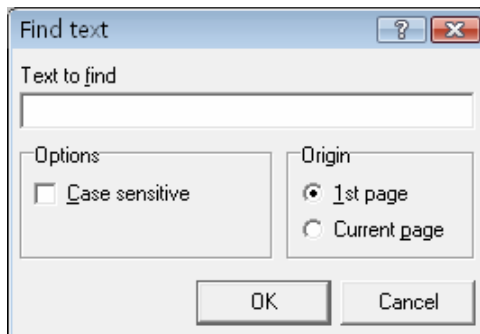 Find text
Text to find
Options
Case sensitive
Origin
1st page
Current page
OK
Cancel